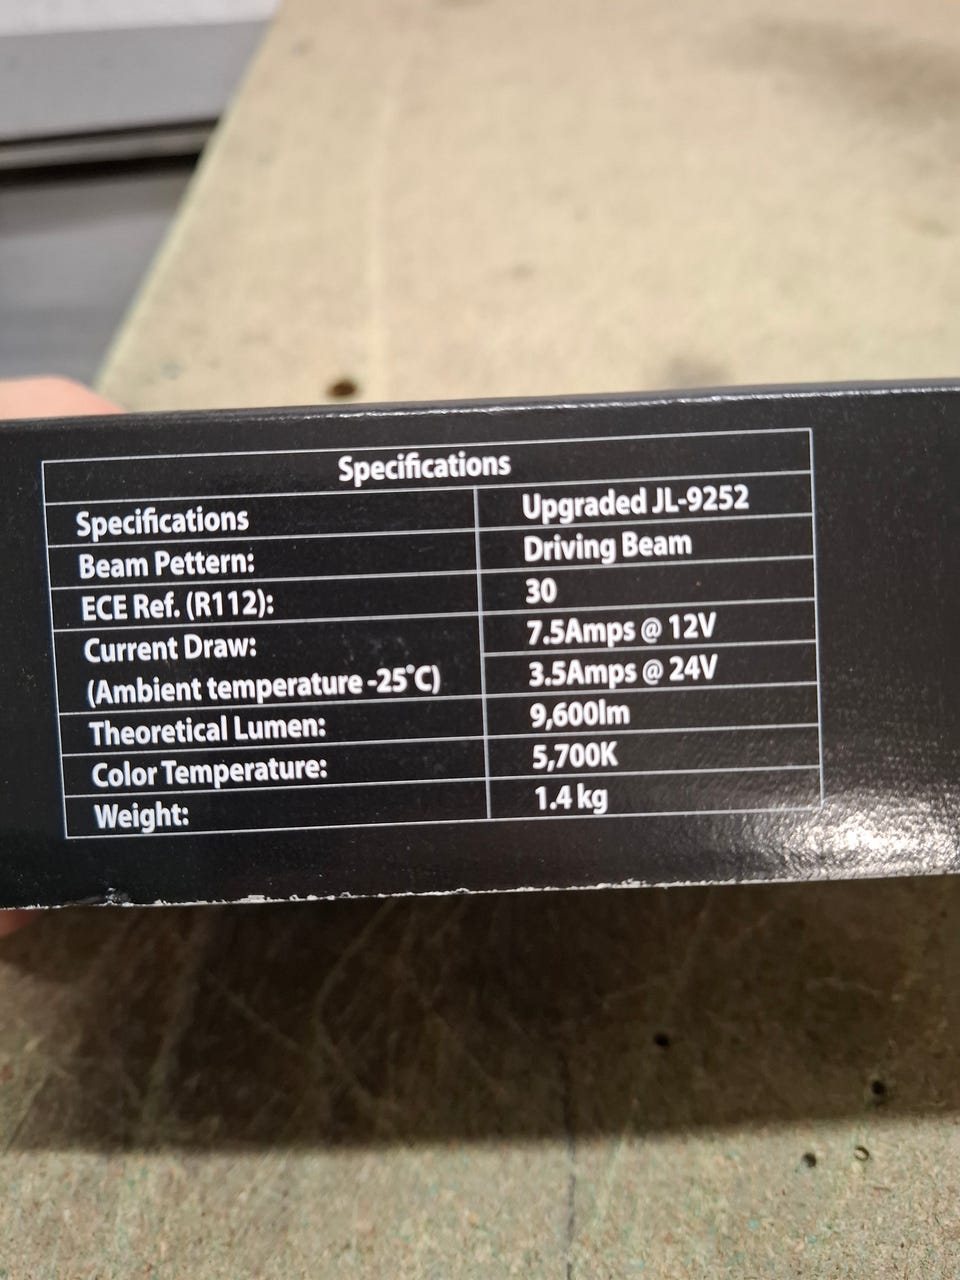 Specifications
Specifications Upgraded JL-9252
Beam Pettern: Driving Beam
ECE Ref. (R112): 30
Current Draw: 7.5Amps @ 12V
(Ambient temperature -25°C) 3.5Amps @ 24V
Theoretical Lumen: 9,600lm
Color Temperature: 5,700K
Weight: 1.4 kg